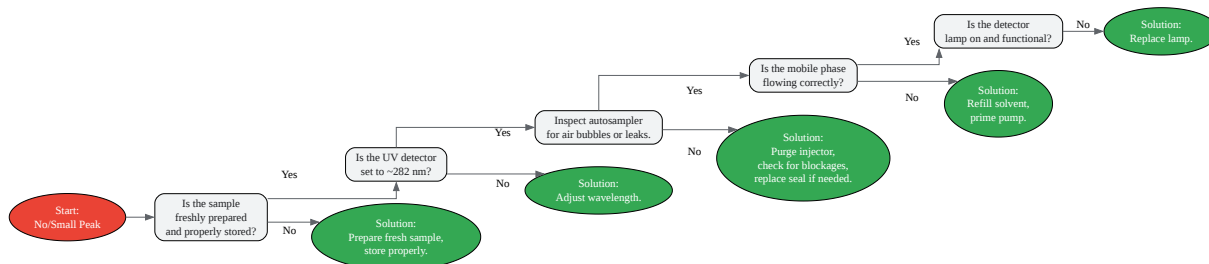 Start:
No/Small Peak
Is the sample
freshly prepared
and properly stored?
Yes
No
Solution:
Prepare fresh sample,
store properly.
Is the UV detector
set to ~282 nm?
Yes
No
Solution:
Adjust wavelength.
Inspect autosampler
for air bubbles or leaks.
Yes
No
Solution:
Purge injector,
check for blockages,
replace seal if needed.
Is the mobile phase
flowing correctly?
Yes
No
Solution:
Refill solvent,
prime pump.
Is the detector
lamp on and functional?
No
Solution:
Replace lamp.